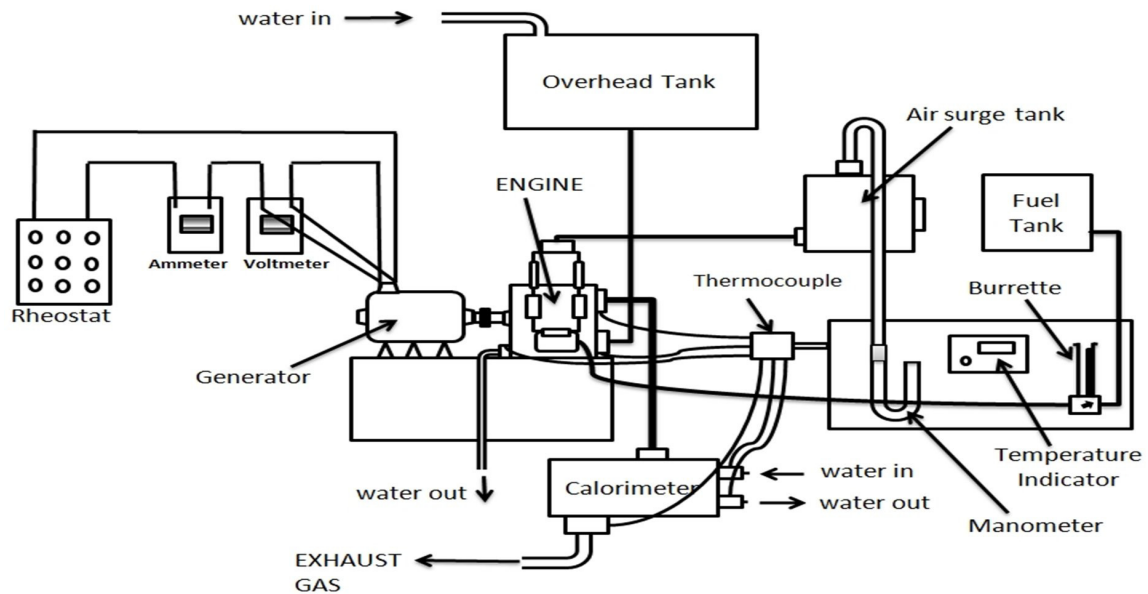 water in
Overhead Tank
Air surge tank
ENGINE
Fuel
Tank
Ammeter
Voltmeter
Thermocouple
Burrette
Rheostat
Generator
Temperature
Indicator
water in
Calorimeter
water out
water out
Manometer
EXHAUST
GAS